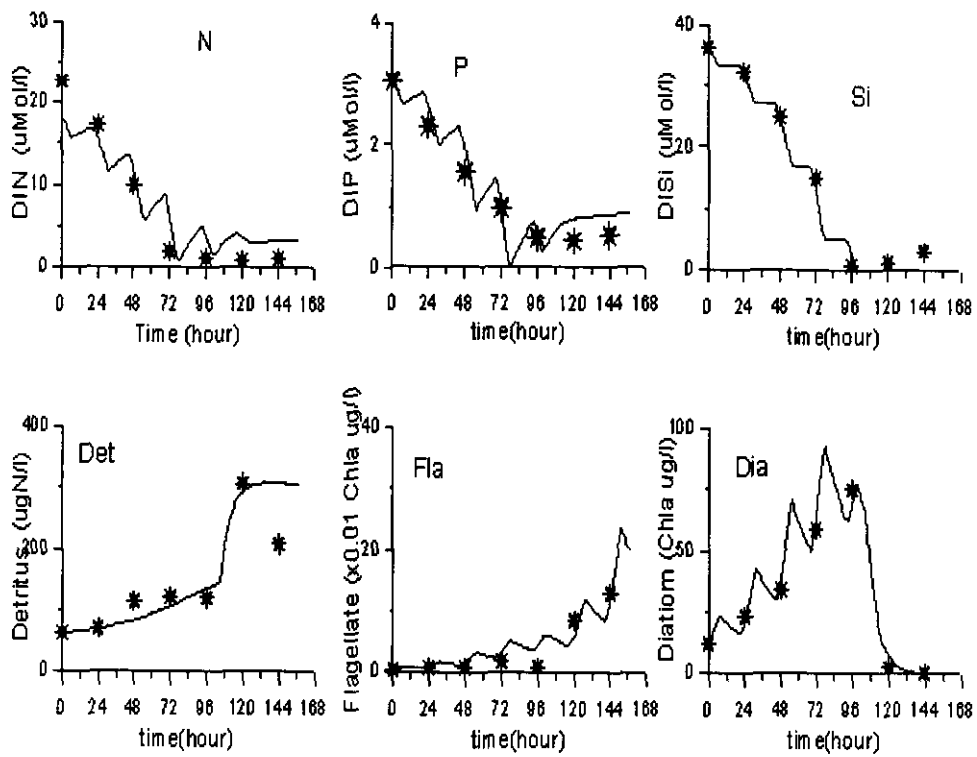 30
20
10
0
DIN (uMol/l)
N
0 24 48 72 96 120 144 168
Time (hour)
4
2
0
DIP (uMol/l)
P
0 24 48 72 96 120 144 168
time(hour)
40
20
0
DISi (uMol/l)
Si
0 24 48 72 96 120 144 168
time(hour)
400
200
0
Detritus (ugN/l)
Det
0 24 48 72 96 120 144 168
time(hour)
40
20
0
Flagellate (x0.01 Chla ug/l)
Fla
0 24 48 72 96 120 144 168
time(hour)
100
50
0
Diatiom (Chla ug/l)
Dia
0 24 48 72 96 120 144 168
time(hour)